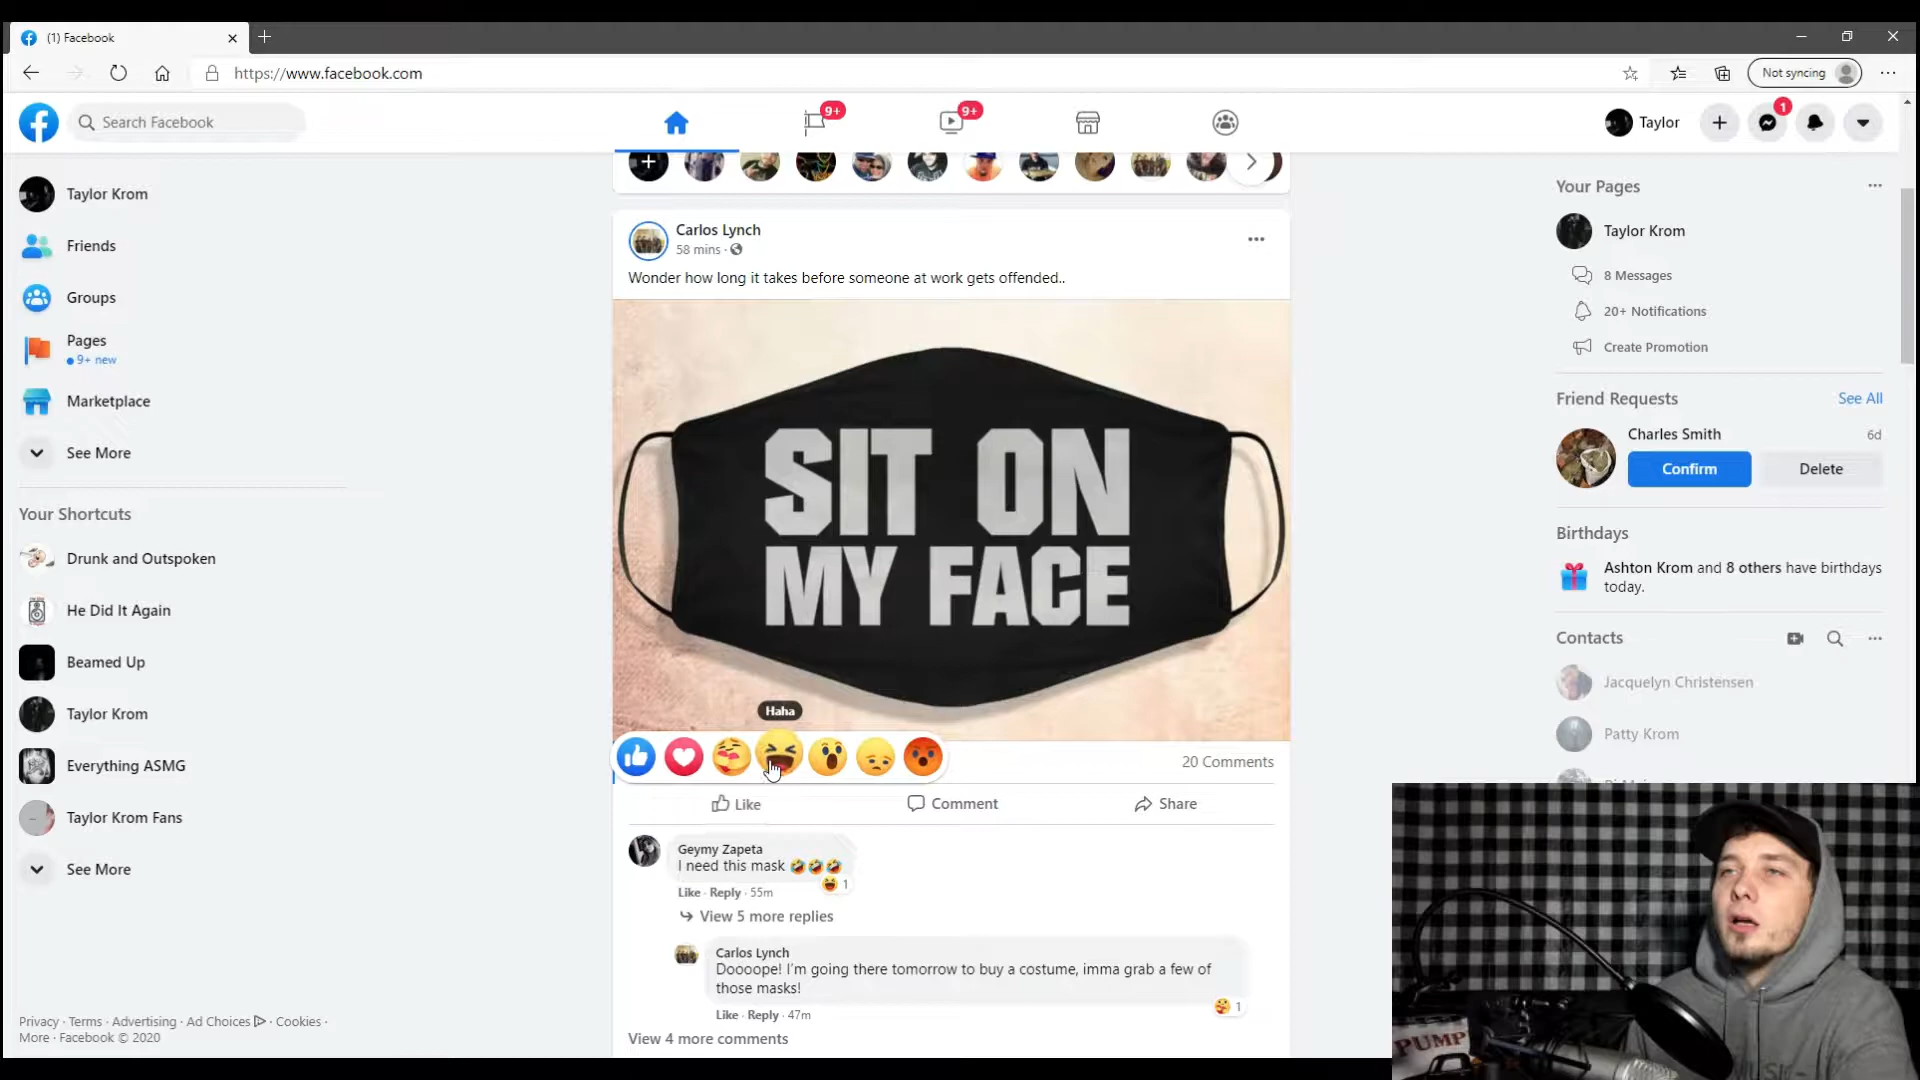 (1) Facebook
https://www.facebook.com
Not syncing
Search Facebook
9+
9+
Taylor
1
Taylor Krom
Friends
Groups
Pages
9+ new
Marketplace
See More
Your Shortcuts
Drunk and Outspoken
He Did It Again
Beamed Up
Taylor Krom
Everything ASMG
Taylor Krom Fans
See More
Privacy · Terms · Advertising · Ad Choices · Cookies ·
More · Facebook © 2020
Carlos Lynch
58 mins ·
Wonder how long it takes before someone at work gets offended..
SIT ON
MY FACE
Haha
20 Comments
Like
Comment
Share
Geymy Zapeta
I need this mask 🤣🤣🤣
1
Like · Reply · 55m
View 5 more replies
Carlos Lynch
Doooope! I'm going there tomorrow to buy a costume, imma grab a few of
those masks!
1
Like · Reply · 47m
View 4 more comments
Your Pages
Taylor Krom
8 Messages
20+ Notifications
Create Promotion
Friend Requests
See All
Charles Smith
6d
Confirm
Delete
Birthdays
Ashton Krom and 8 others have birthdays
today.
Contacts
Jacquelyn Christensen
Patty Krom
PUMP